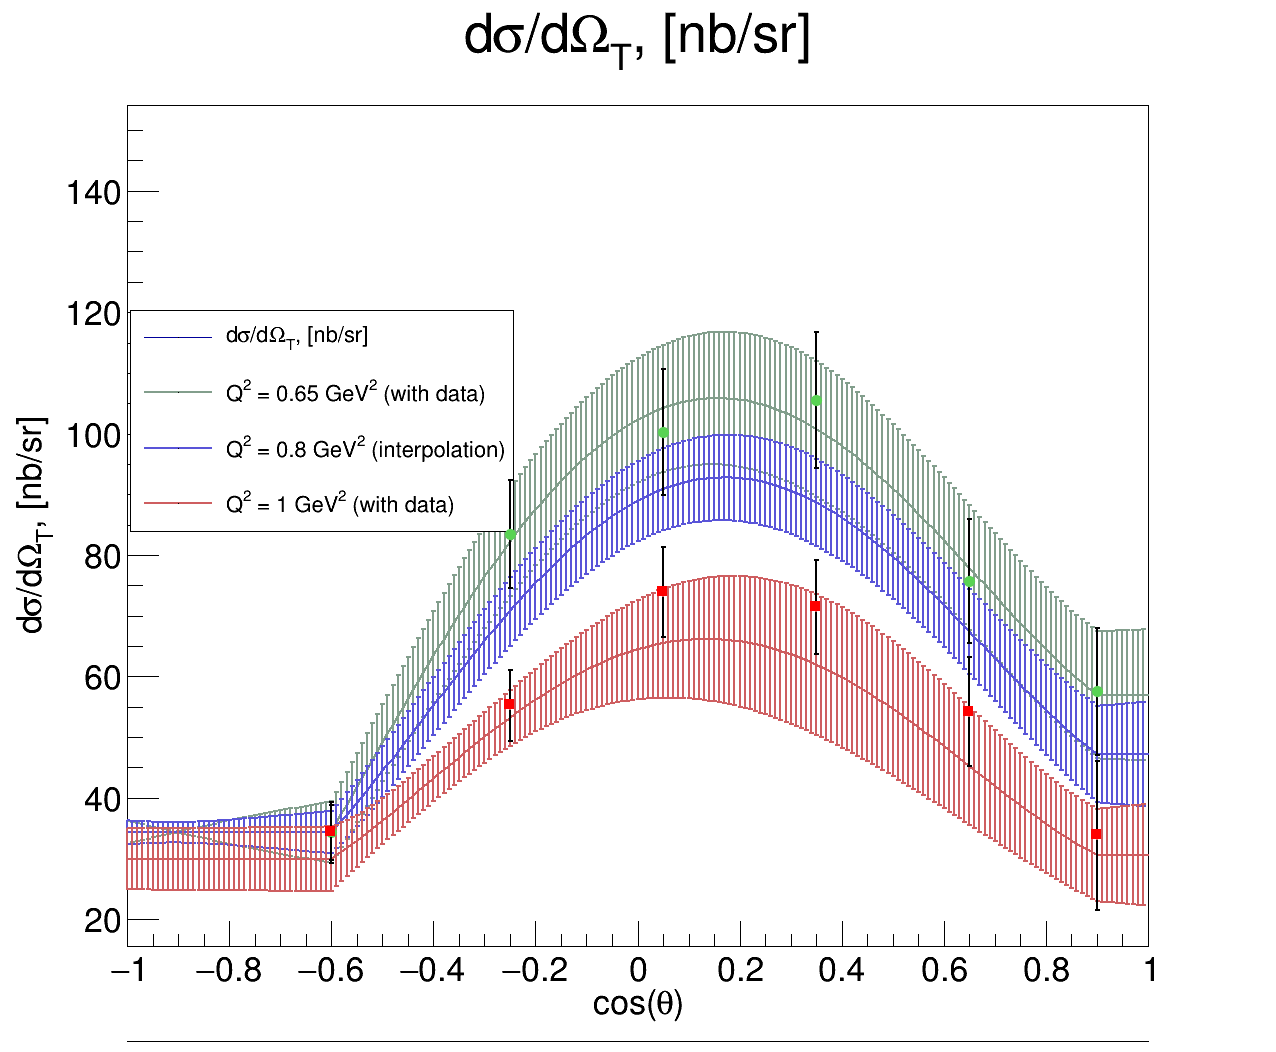 dσ/dΩ_T, [nb/sr]
dσ/dΩ_T, [nb/sr]
140
120
100
80
60
40
20
dσ/dΩ_T, [nb/sr]
Q² = 0.65 GeV² (with data)
Q² = 0.8 GeV² (interpolation)
Q² = 1 GeV² (with data)
−1 −0.8 −0.6 −0.4 −0.2 0 0.2 0.4 0.6 0.8 1
cos(θ)